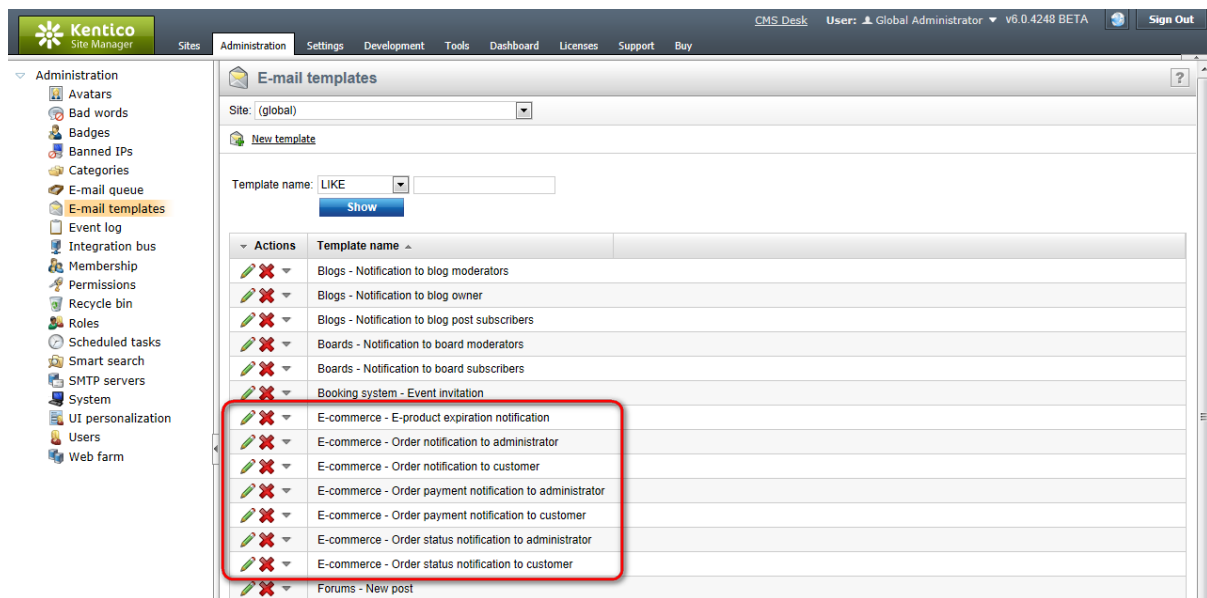 CMS Desk User: Global Administrator v6.0.4248 BETA Sign Out
Kentico
Site Manager
Sites Administration Settings Development Tools Dashboard Licenses Support Buy
Administration
Avatars
Bad words
Badges
Banned IPs
Categories
E-mail queue
E-mail templates
Event log
Integration bus
Membership
Permissions
Recycle bin
Roles
Scheduled tasks
Smart search
SMTP servers
System
UI personalization
Users
Web farm
E-mail templates ?
Site: (global)
New template
Template name: LIKE
Show
Actions Template name
Blogs - Notification to blog moderators
Blogs - Notification to blog owner
Blogs - Notification to blog post subscribers
Boards - Notification to board moderators
Boards - Notification to board subscribers
Booking system - Event invitation
E-commerce - E-product expiration notification
E-commerce - Order notification to administrator
E-commerce - Order notification to customer
E-commerce - Order payment notification to administrator
E-commerce - Order payment notification to customer
E-commerce - Order status notification to administrator
E-commerce - Order status notification to customer
Forums - New post